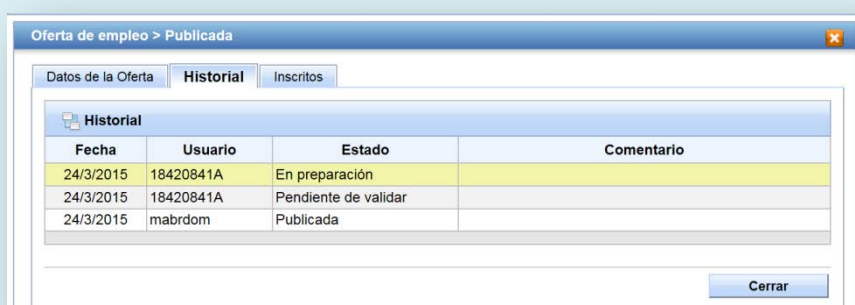 Oferta de empleo > Publicada
Datos de la Oferta Historial Inscritos
Historial
Fecha Usuario Estado Comentario
24/3/2015 18420841A En preparación
24/3/2015 18420841A Pendiente de validar
24/3/2015 mabrdom Publicada
Cerrar